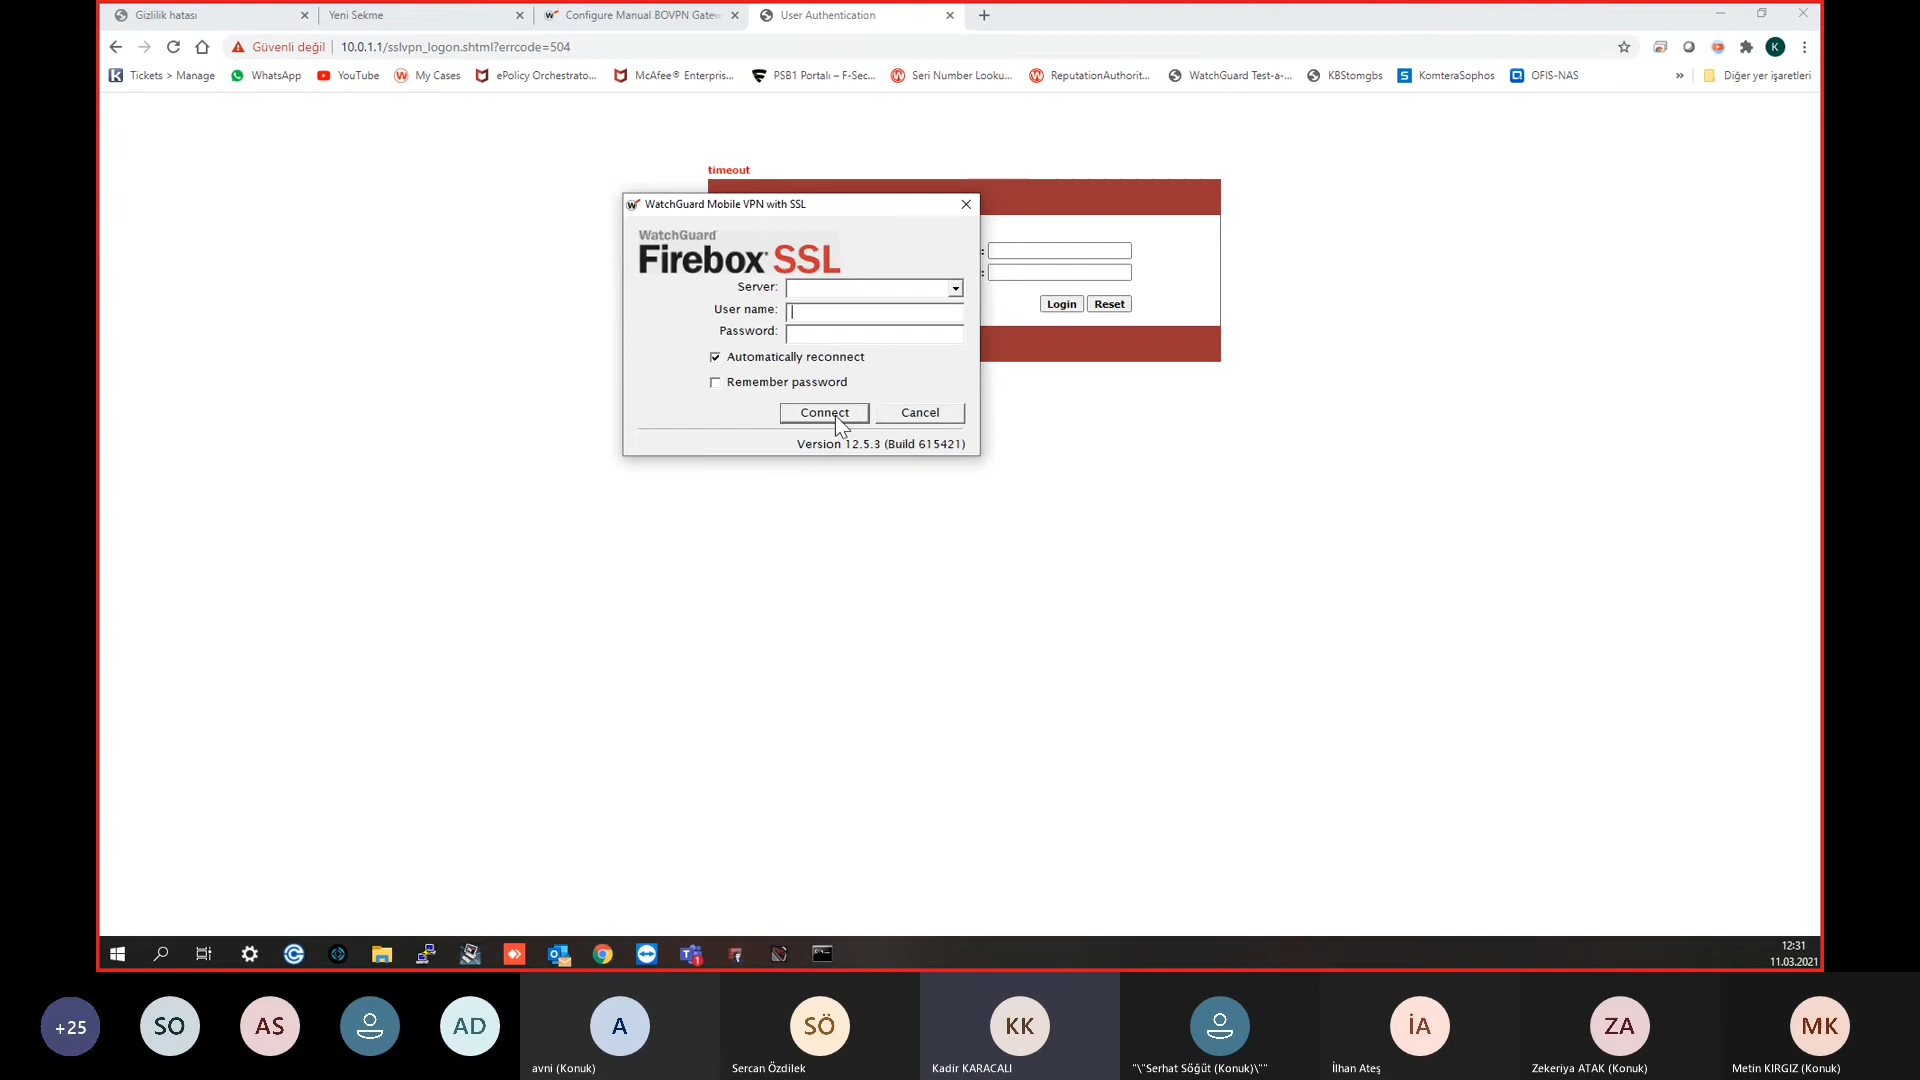 Gizlilik hatası
Yeni Sekme
Configure Manual BOVPN Gatew
User Authentication
Güvenli değil
10.0.1.1/sslvpn_logon.shtml?errcode=504
K
Tickets > Manage
WhatsApp
YouTube
My Cases
ePolicy Orchestrato...
McAfee® Enterpris...
PSB1 Portalı – F-Sec...
Seri Number Looku...
ReputationAuthorit...
WatchGuard Test-a-...
KBStomgbs
KomteraSophos
OFIS-NAS
»
Diğer yer işaretleri
timeout
WatchGuard Mobile VPN with SSL
WatchGuard
Firebox SSL
Server:
User name:
Password:
Automatically reconnect
Remember password
Connect
Cancel
Version 12.5.3 (Build 615421)
:
:
Login
Reset
12:31
11.03.2021
+25
SO
AS
AD
A
avni (Konuk)
SÖ
Sercan Özdilek
KK
Kadir KARACALI
"\"Serhat Söğüt (Konuk)\""
İA
İlhan Ateş
ZA
Zekeriya ATAK (Konuk)
MK
Metin KIRGIZ (Konuk)